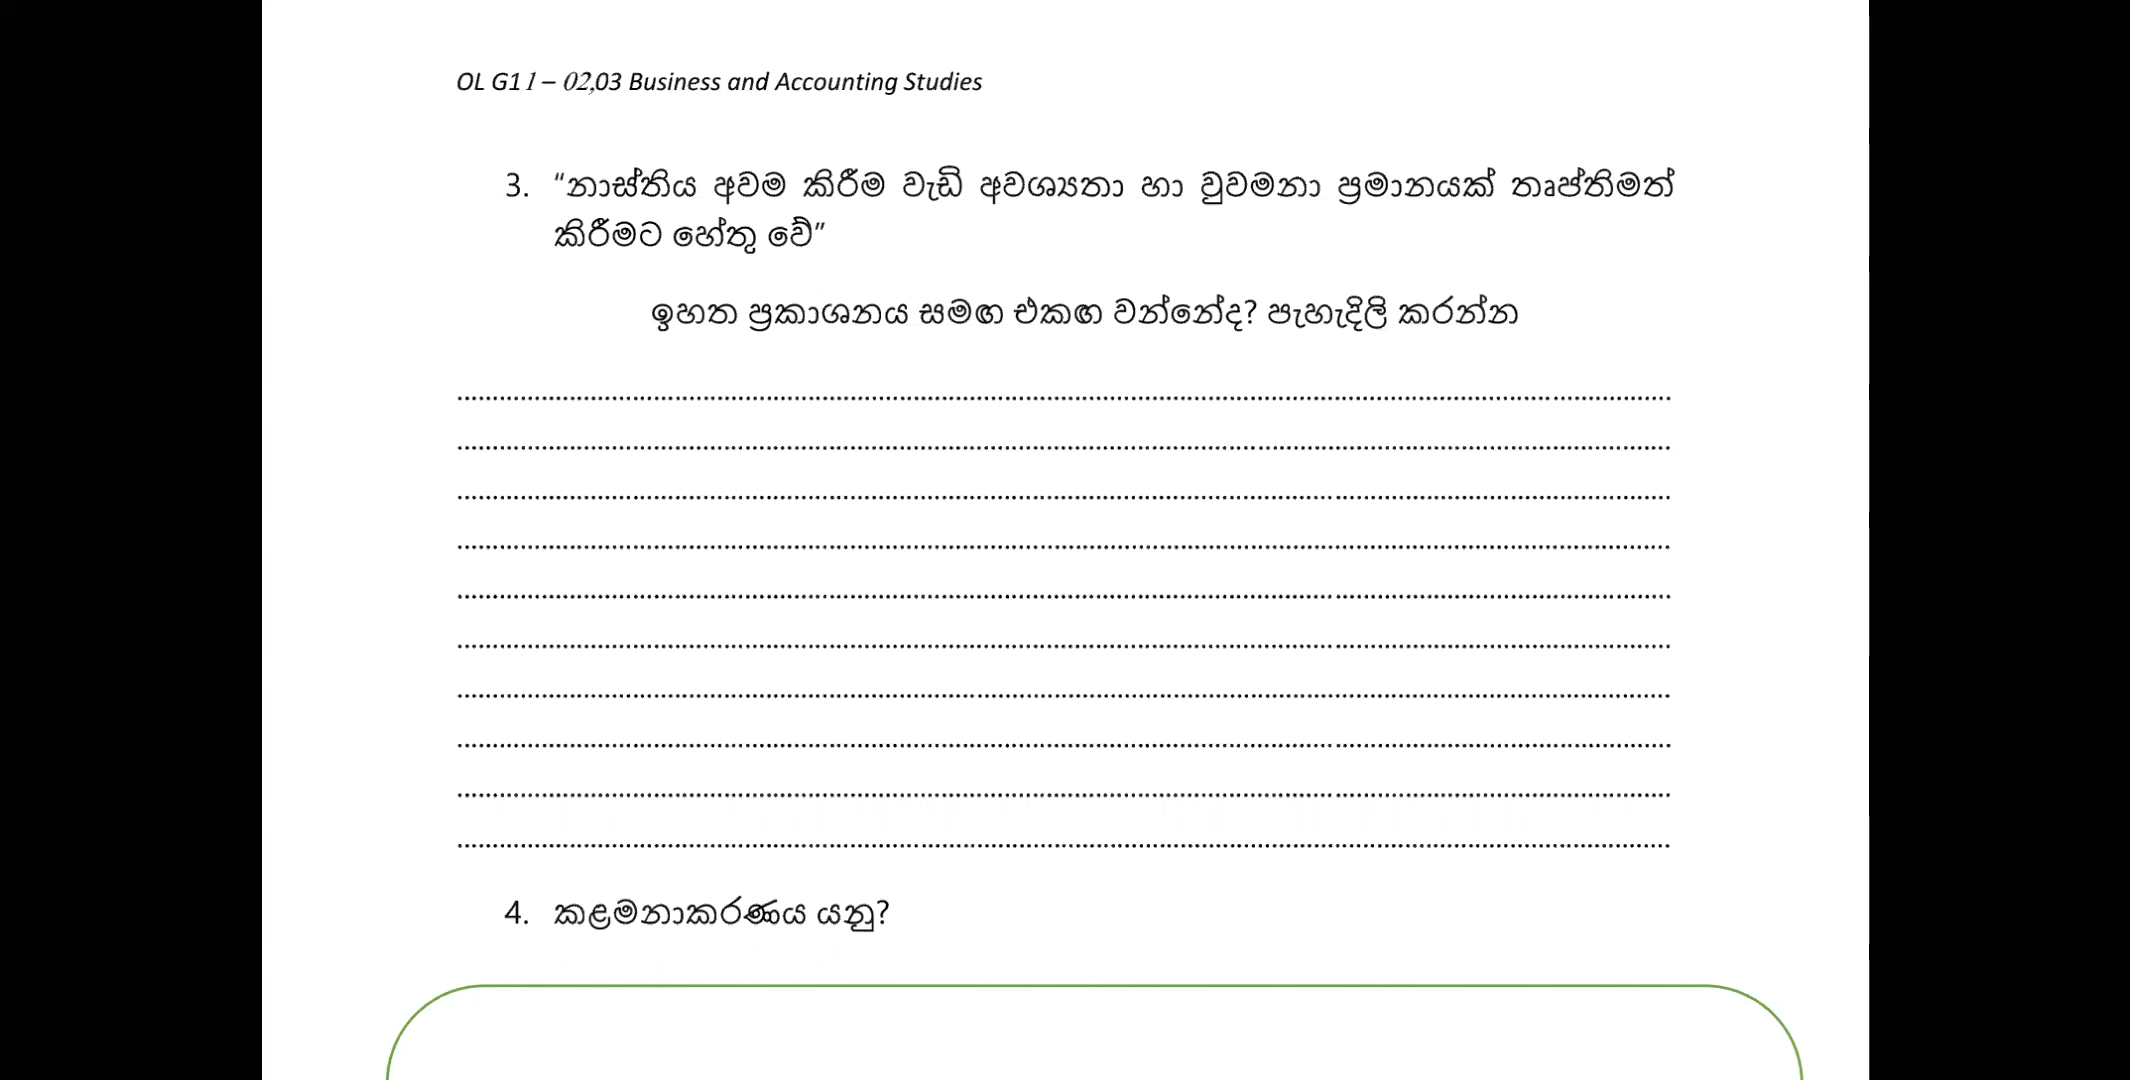 OL G11 – 02,03 Business and Accounting Studies
3. “නාස්තිය අවම කිරීම වැඩි අවශ්‍යතා හා වුවමනා ප්‍රමානයක් තෘප්තිමත්
කිරීමට හේතු වේ”
ඉහත ප්‍රකාශනය සමඟ එකඟ වන්නේද? පැහැදිලි කරන්න
4. කළමනාකරණය යනු?